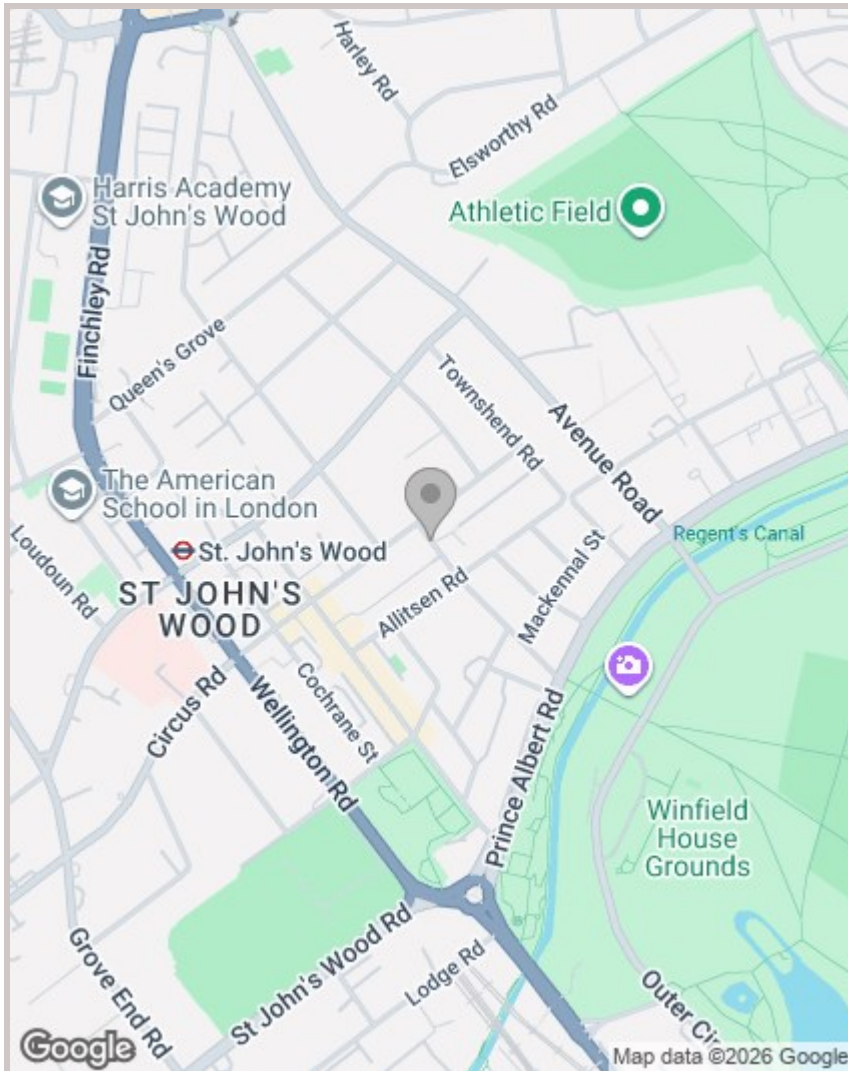 Harley Rd
Elsworthy Rd
Harris Academy
St John's Wood
Athletic Field
Finchley Rd
Queen's Grove
Townshend Rd
Avenue Road
The American
School in London
Regent's Canal
St. John's Wood
Loudoun Rd
ST JOHN'S
WOOD
Allitsen Rd
Mackennal St
Circus Rd
Cochrane St
Wellington Rd
Prince Albert Rd
Winfield
House
Grounds
Grove End Rd
St John's Wood Rd
Lodge Rd
Outer Cir
Google
Map data ©2026 Google